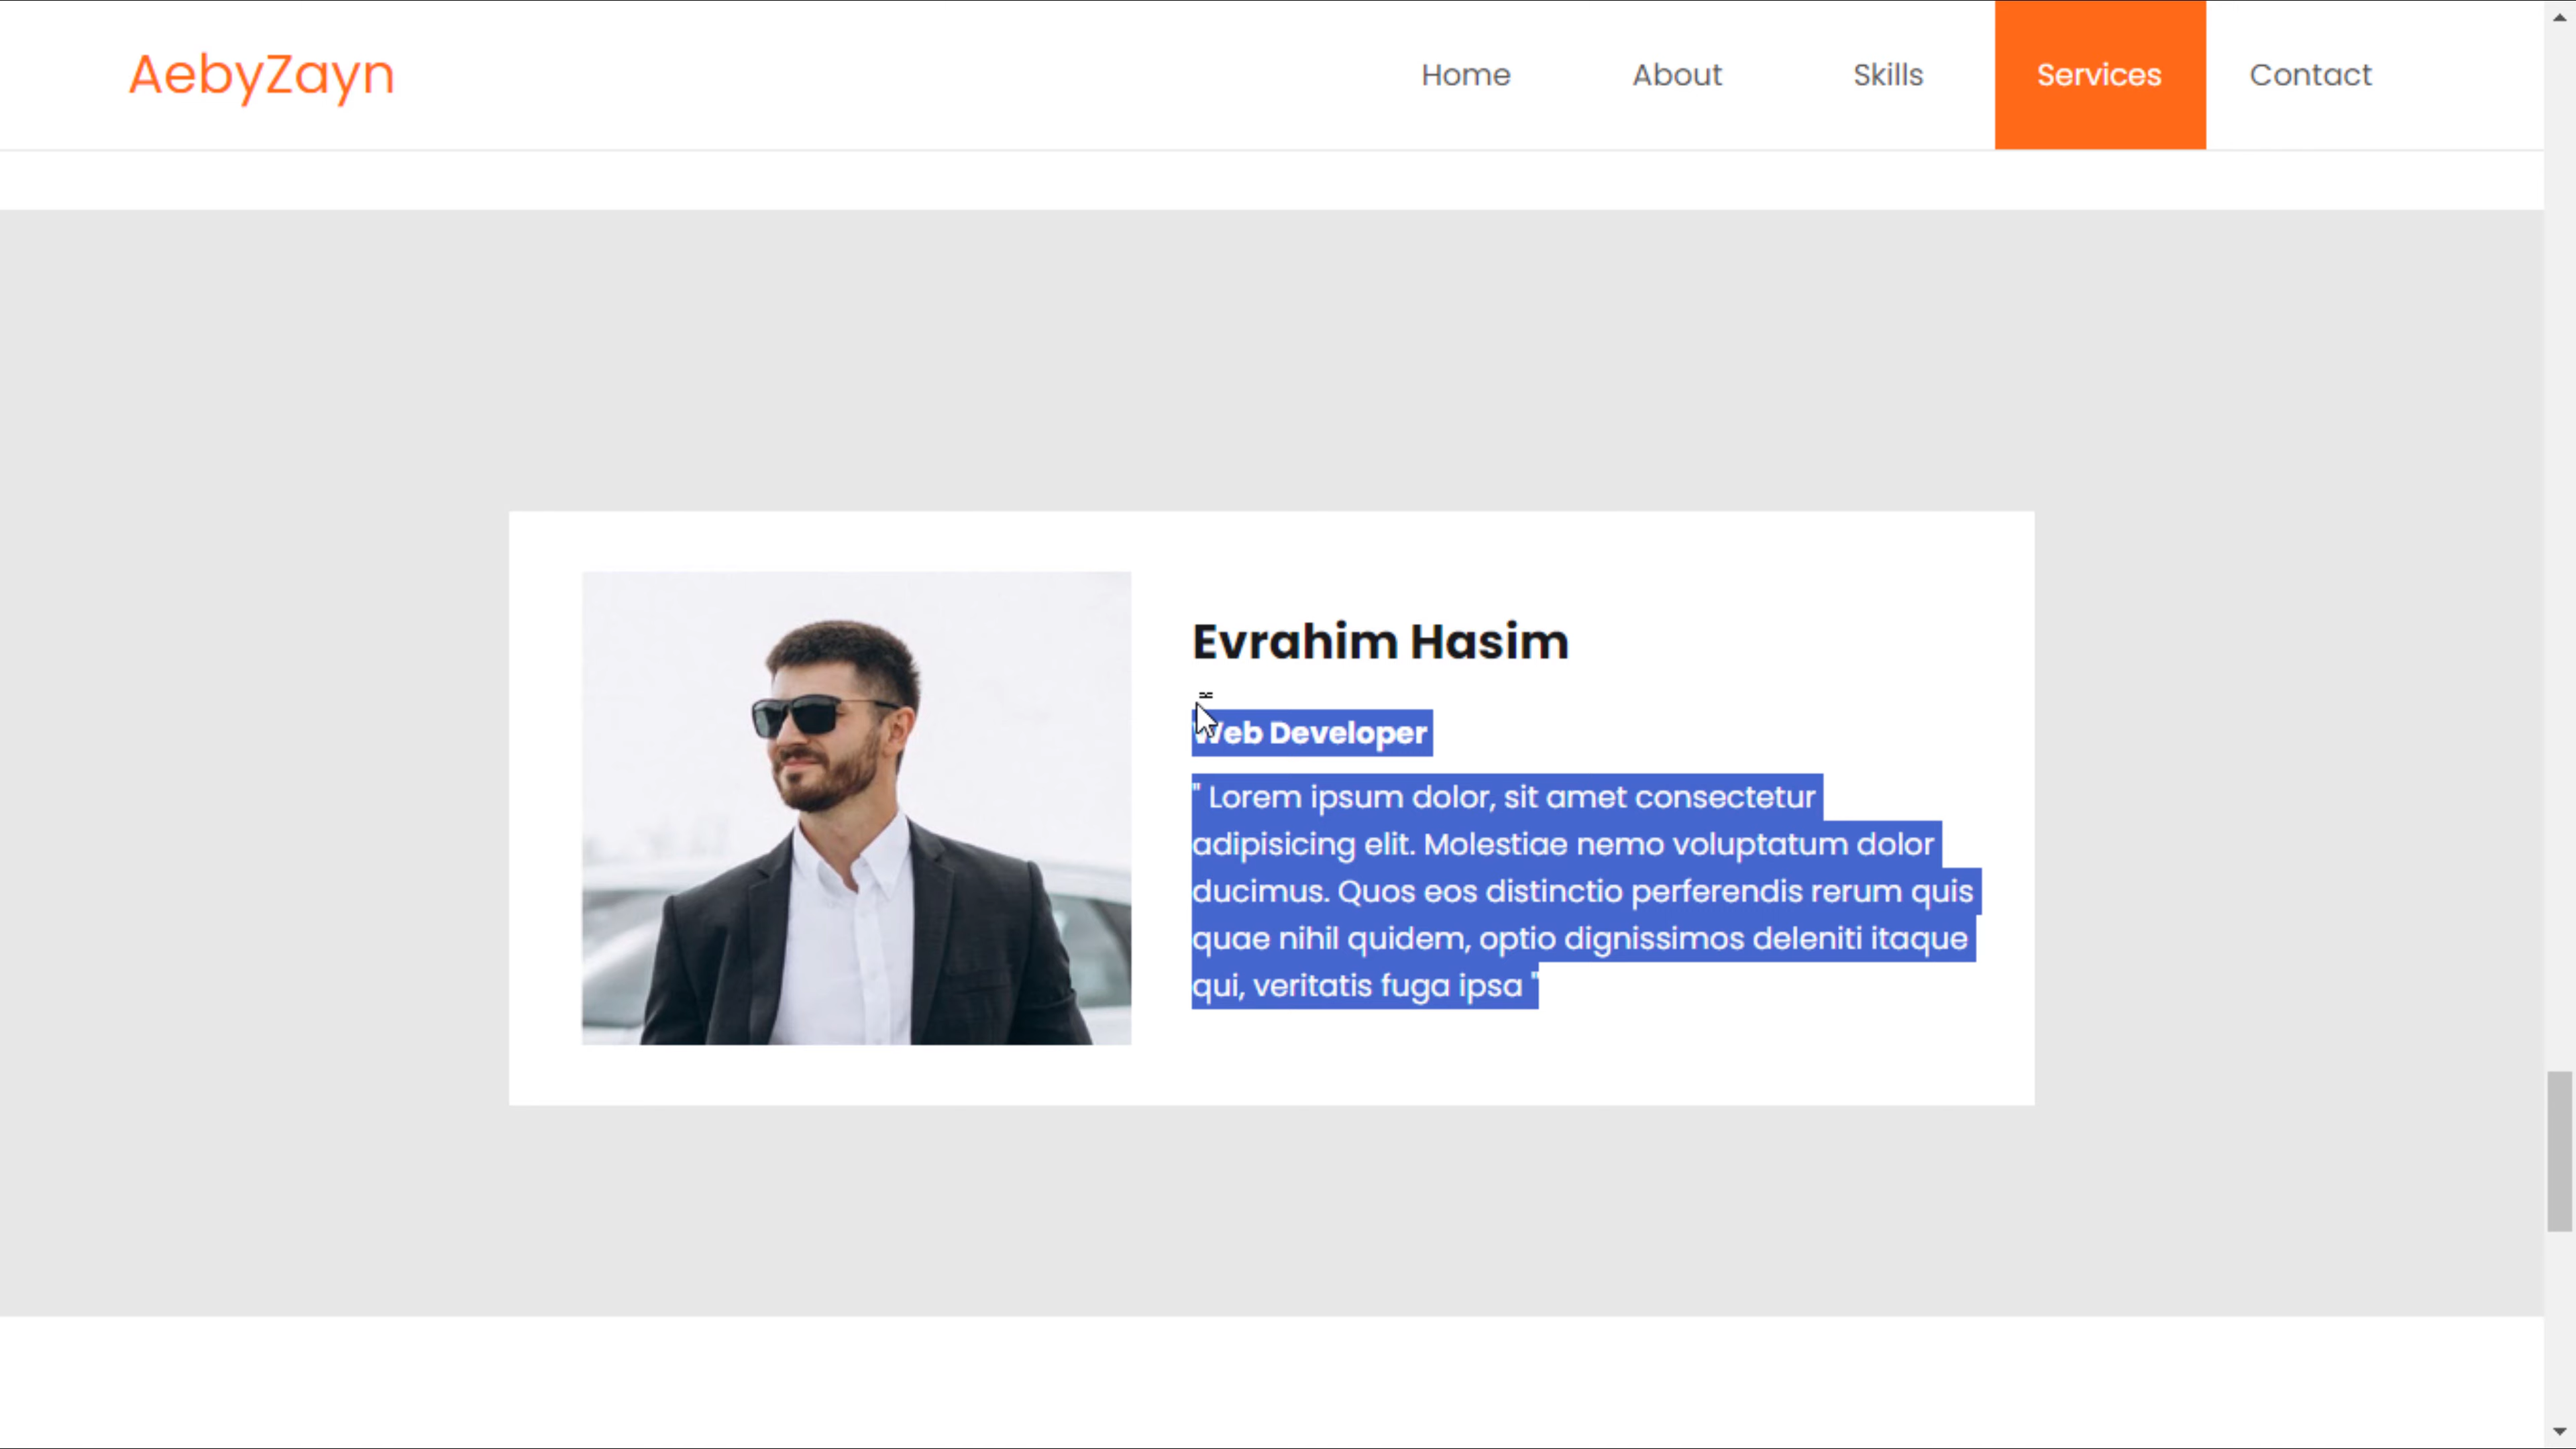 AebyZayn
Home
About
Skills
Services
Contact
Evrahim Hasim
Web Developer
" Lorem ipsum dolor, sit amet consectetur
adipisicing elit. Molestiae nemo voluptatum dolor
ducimus. Quos eos distinctio perferendis rerum quis
quae nihil quidem, optio dignissimos deleniti itaque
qui, veritatis fuga ipsa "